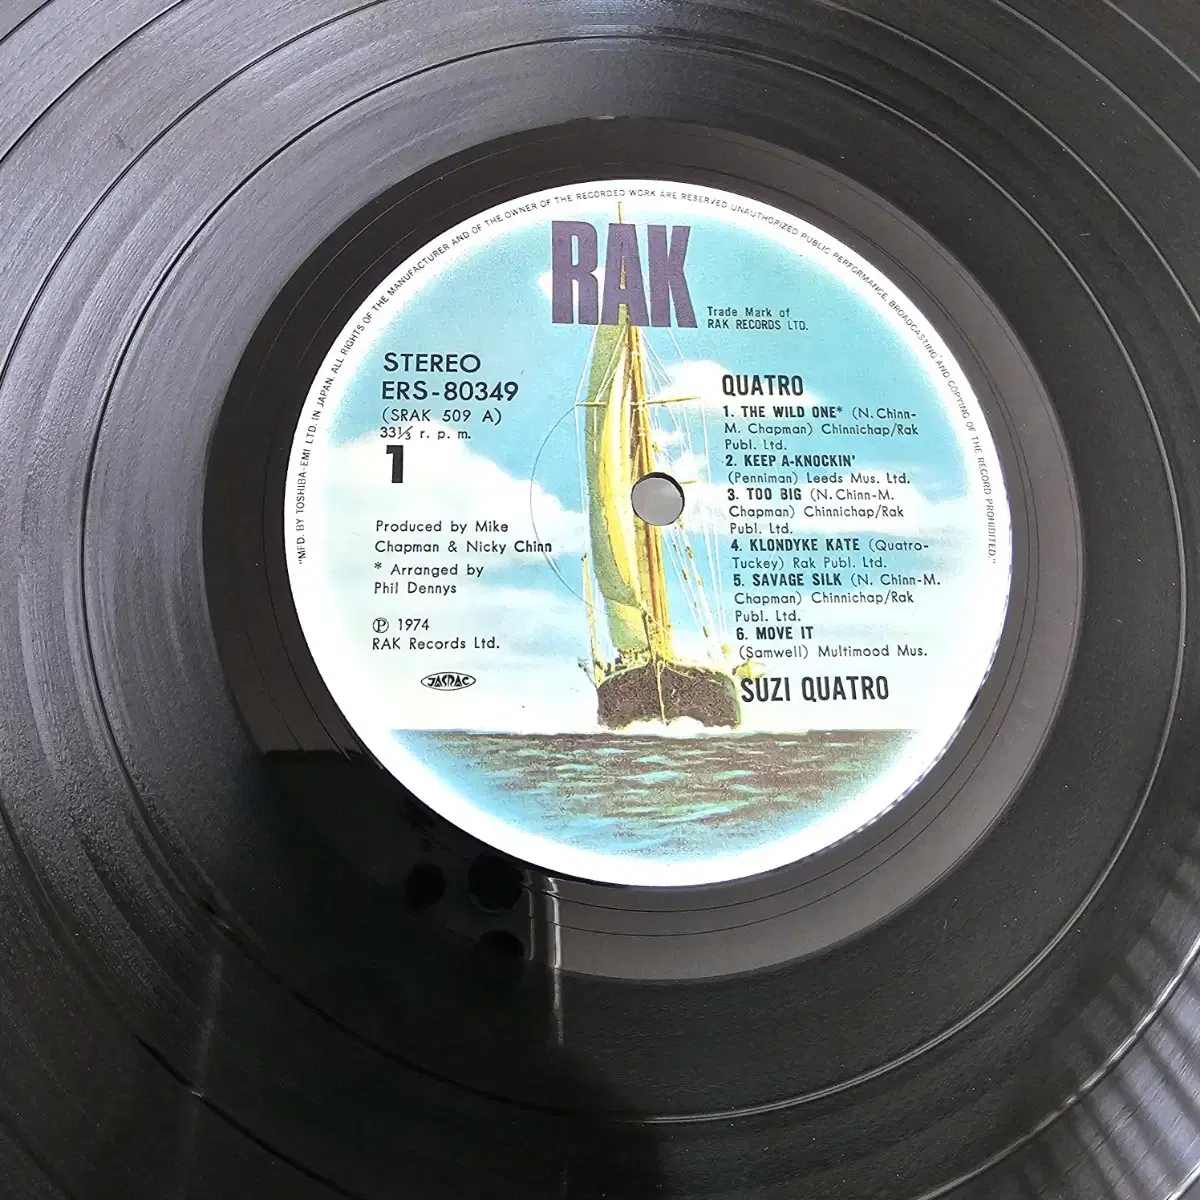 "MFD. BY TOSHIBA-EMI LTD. IN JAPAN. ALL RIGHTS OF THE MANUFACTURER AND OF THE OWNER OF THE RECORDED WORK ARE RESERVED UNAUTHORIZED PUBLIC PERFORMANCE, BROADCASTING AND COPYING OF THE RECORD PROHIBITED."
RAK
Trade Mark of
RAK RECORDS LTD.
STEREO
ERS-80349
(SRAK 509 A)
33⅓ r. p. m.
1
Produced by Mike
Chapman & Nicky Chinn
* Arranged by
Phil Dennys
Ⓟ 1974
RAK Records Ltd.
JASRAC
QUATRO
1. THE WILD ONE* (N. Chinn-
M. Chapman) Chinnichap/Rak
Publ. Ltd.
2. KEEP A-KNOCKIN'
(Penniman) Leeds Mus. Ltd.
3. TOO BIG (N. Chinn-M.
Chapman) Chinnichap/Rak
Publ. Ltd.
4. KLONDYKE KATE (Quatro-
Tuckey) Rak Publ. Ltd.
5. SAVAGE SILK (N. Chinn-M.
Chapman) Chinnichap/Rak
Publ. Ltd.
6. MOVE IT
(Samwell) Multimood Mus.
SUZI QUATRO